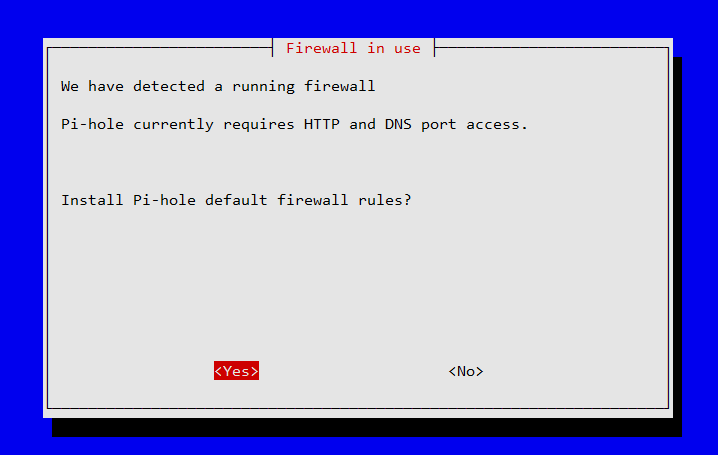 Firewall in use
We have detected a running firewall
Pi-hole currently requires HTTP and DNS port access.
Install Pi-hole default firewall rules?
<Yes> <No>